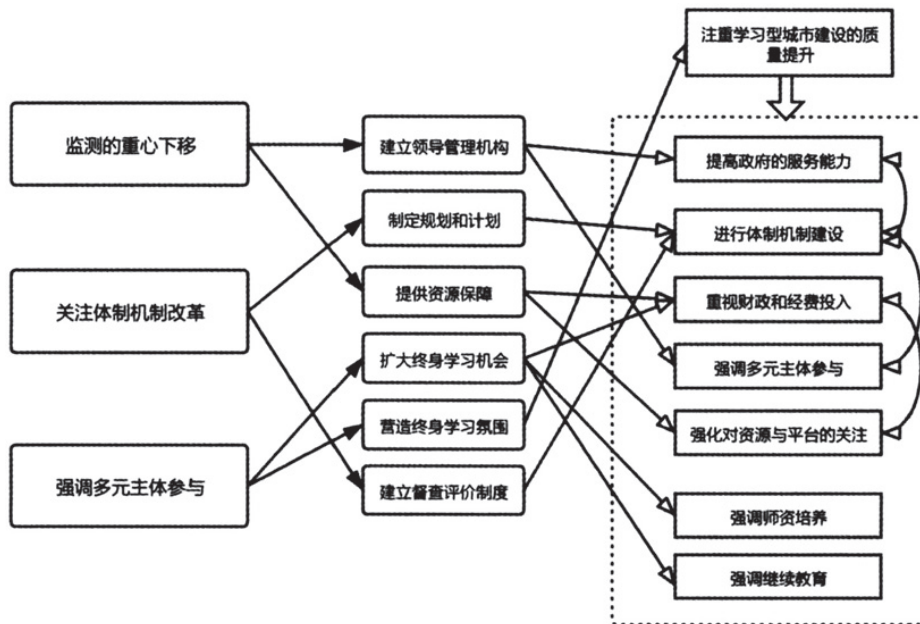 注重学习型城市建设的质
量提升
监测的重心下移
关注体制机制改革
强调多元主体参与
建立领导管理机构
制定规划和计划
提供资源保障
扩大终身学习机会
营造终身学习氛围
建立督查评价制度
提高政府的服务能力
进行体制机制建设
重视财政和经费投入
强调多元主体参与
强化对资源与平台的关注
强调师资培养
强调继续教育